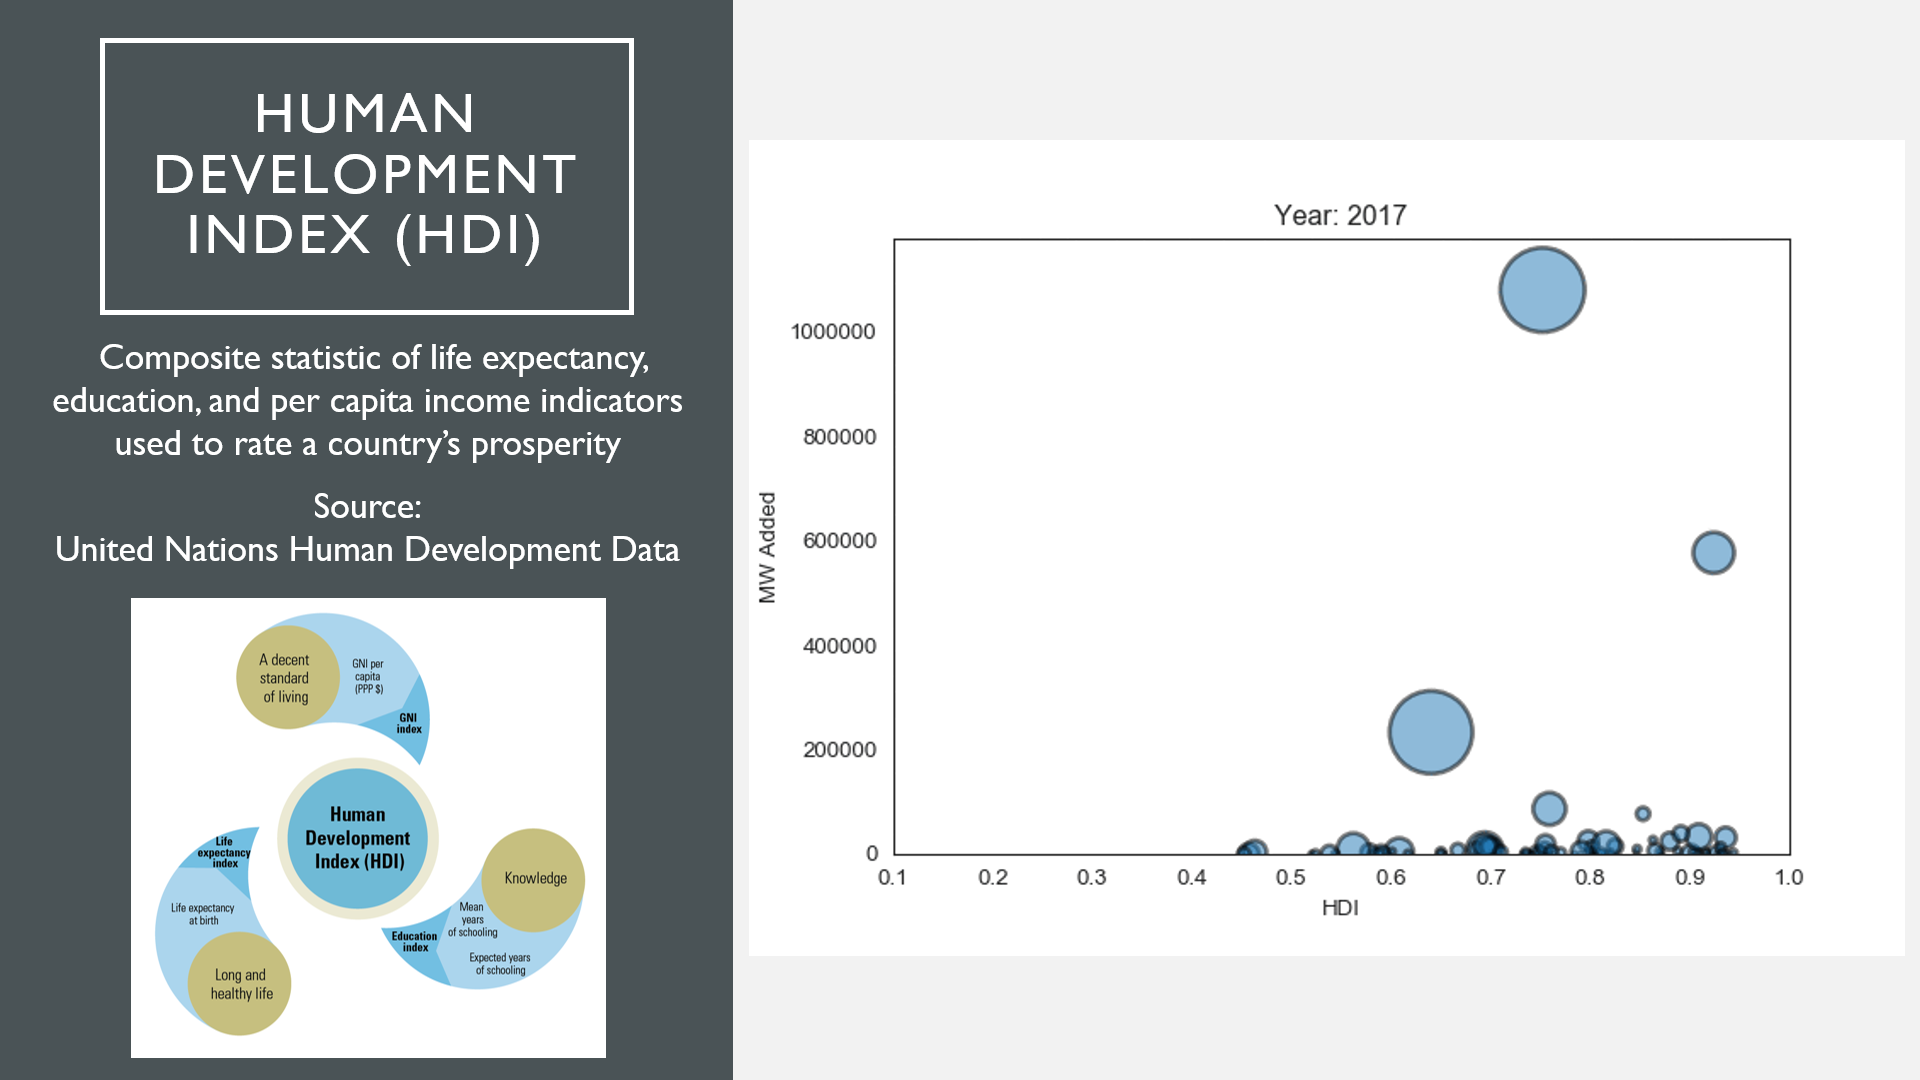 HUMAN
DEVELOPMENT
INDEX (HDI)
Composite statistic of life expectancy,
education, and per capita income indicators
used to rate a country’s prosperity
Source:
United Nations Human Development Data
A decent
standard
of living
GNI per
capita
(PPP $)
GNI
index
Human
Development
Index (HDI)
Life
expectancy
index
Life expectancy
at birth
Long and
healthy life
Knowledge
Mean
years
of schooling
Education
index
Expected years
of schooling
Year: 2017
1000000
800000
600000
400000
200000
0
MW Added
0.1 0.2 0.3 0.4 0.5 0.6 0.7 0.8 0.9 1.0
HDI